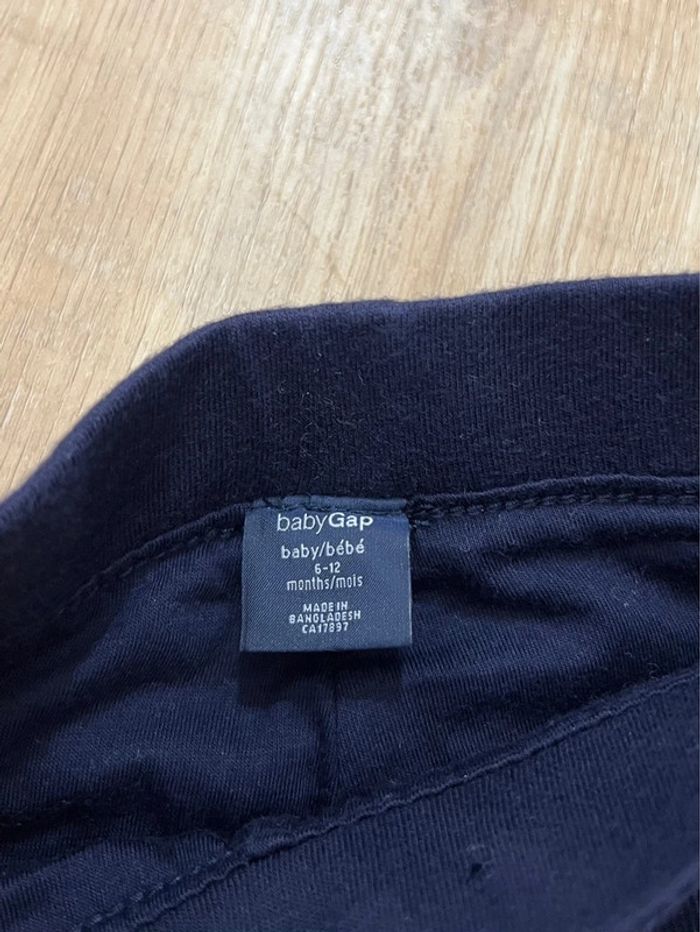 babyGap
baby/bébé
6-12
months/mois
MADE IN
BANGLADESH
CA17897